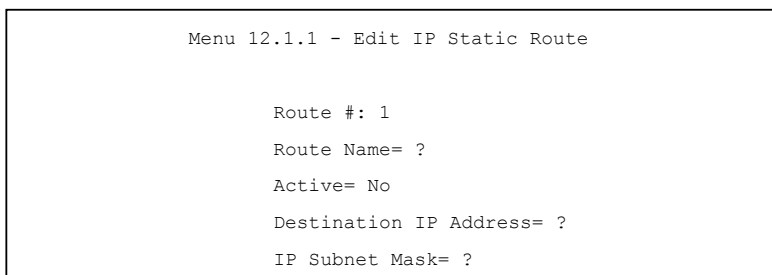 Menu 12.1.1 - Edit IP Static Route
Route #: 1
Route Name= ?
Active= No
Destination IP Address= ?
IP Subnet Mask= ?